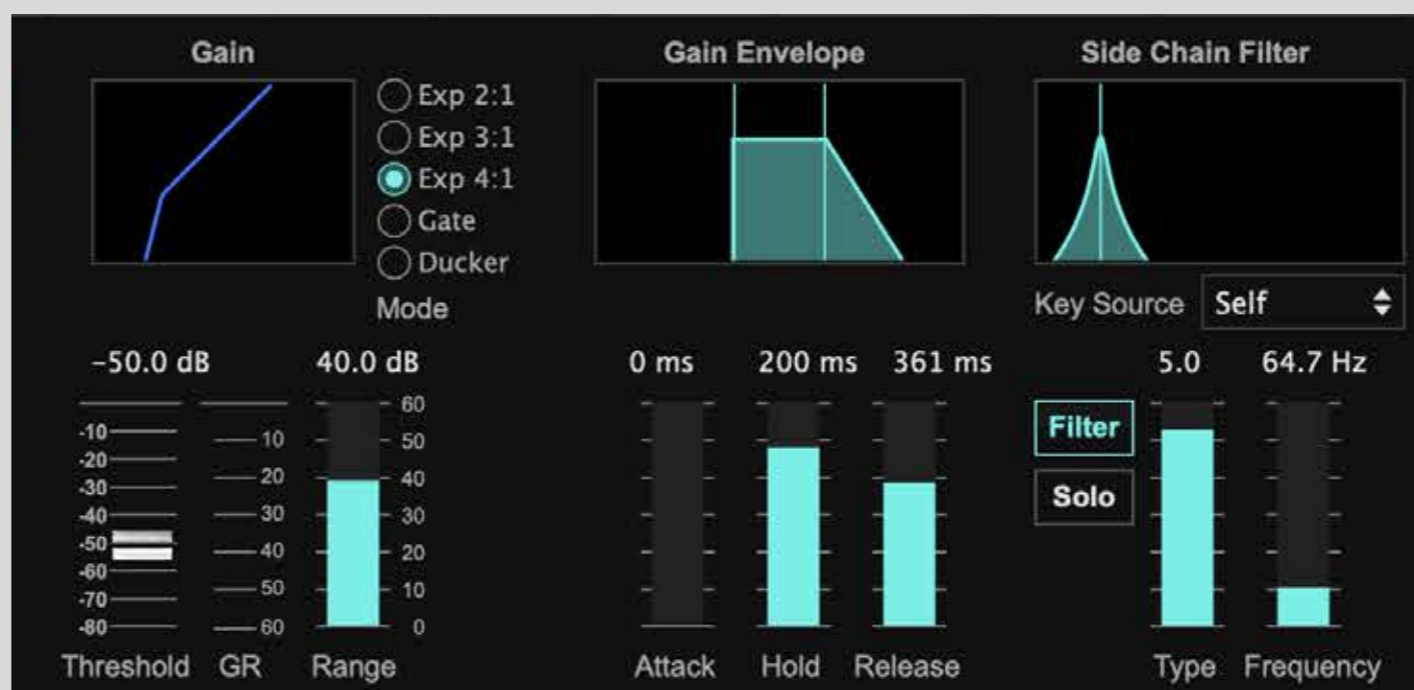 Gain Gain Envelope Side Chain Filter
Exp 2:1
Exp 3:1
Exp 4:1
Gate
Ducker
Mode
Key Source Self
-50.0 dB 40.0 dB 0 ms 200 ms 361 ms 5.0 64.7 Hz
60
-10 10 50
Filter
-20 20 40
-30 30 30
Solo
-40
-50 40 20
-60
-70 50 10
-80 60 0
Threshold GR Range Attack Hold Release Type Frequency